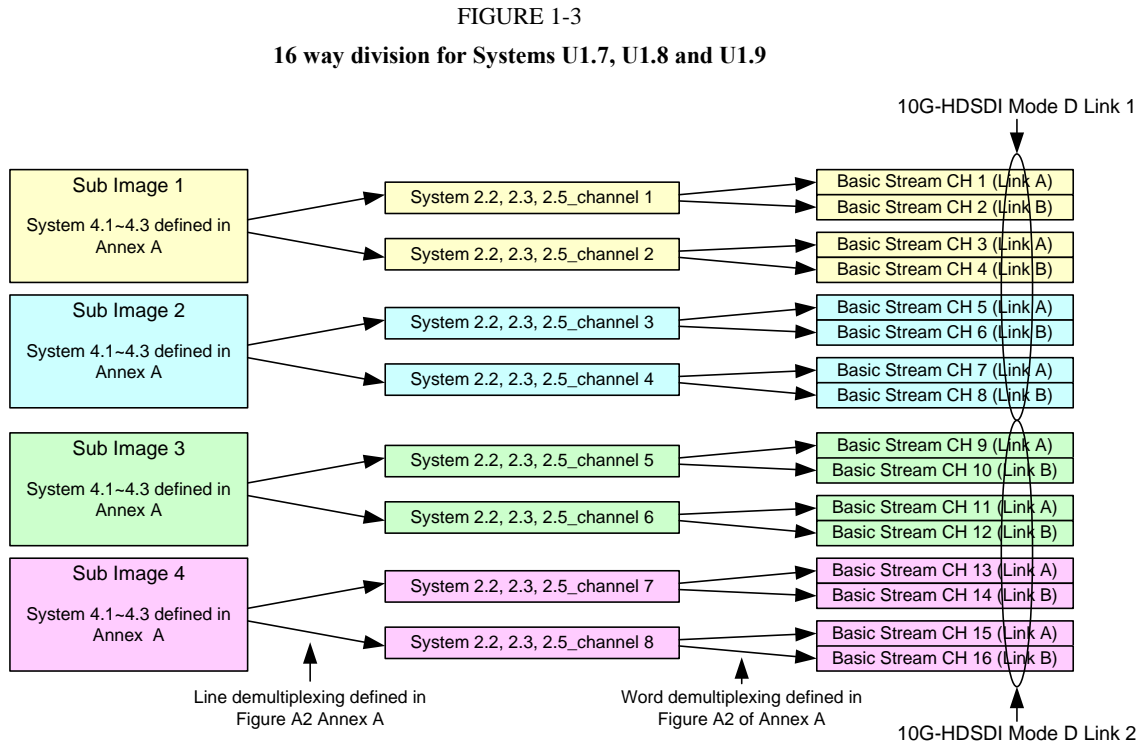 FIGURE 1-3
16 way division for Systems U1.7, U1.8 and U1.9
10G-HDSDI Mode D Link 1
Sub Image 1
System 4.1~4.3 defined in
Annex A
System 2.2, 2.3, 2.5_channel 1
System 2.2, 2.3, 2.5_channel 2
Basic Stream CH 1 (Link A)
Basic Stream CH 2 (Link B)
Basic Stream CH 3 (Link A)
Basic Stream CH 4 (Link B)
Sub Image 2
System 4.1~4.3 defined in
Annex A
System 2.2, 2.3, 2.5_channel 3
System 2.2, 2.3, 2.5_channel 4
Basic Stream CH 5 (Link A)
Basic Stream CH 6 (Link B)
Basic Stream CH 7 (Link A)
Basic Stream CH 8 (Link B)
Sub Image 3
System 4.1~4.3 defined in
Annex A
System 2.2, 2.3, 2.5_channel 5
System 2.2, 2.3, 2.5_channel 6
Basic Stream CH 9 (Link A)
Basic Stream CH 10 (Link B)
Basic Stream CH 11 (Link A)
Basic Stream CH 12 (Link B)
Sub Image 4
System 4.1~4.3 defined in
Annex A
System 2.2, 2.3, 2.5_channel 7
System 2.2, 2.3, 2.5_channel 8
Basic Stream CH 13 (Link A)
Basic Stream CH 14 (Link B)
Basic Stream CH 15 (Link A)
Basic Stream CH 16 (Link B)
Line demultiplexing defined in
Figure A2 Annex A
Word demultiplexing defined in
Figure A2 of Annex A
10G-HDSDI Mode D Link 2